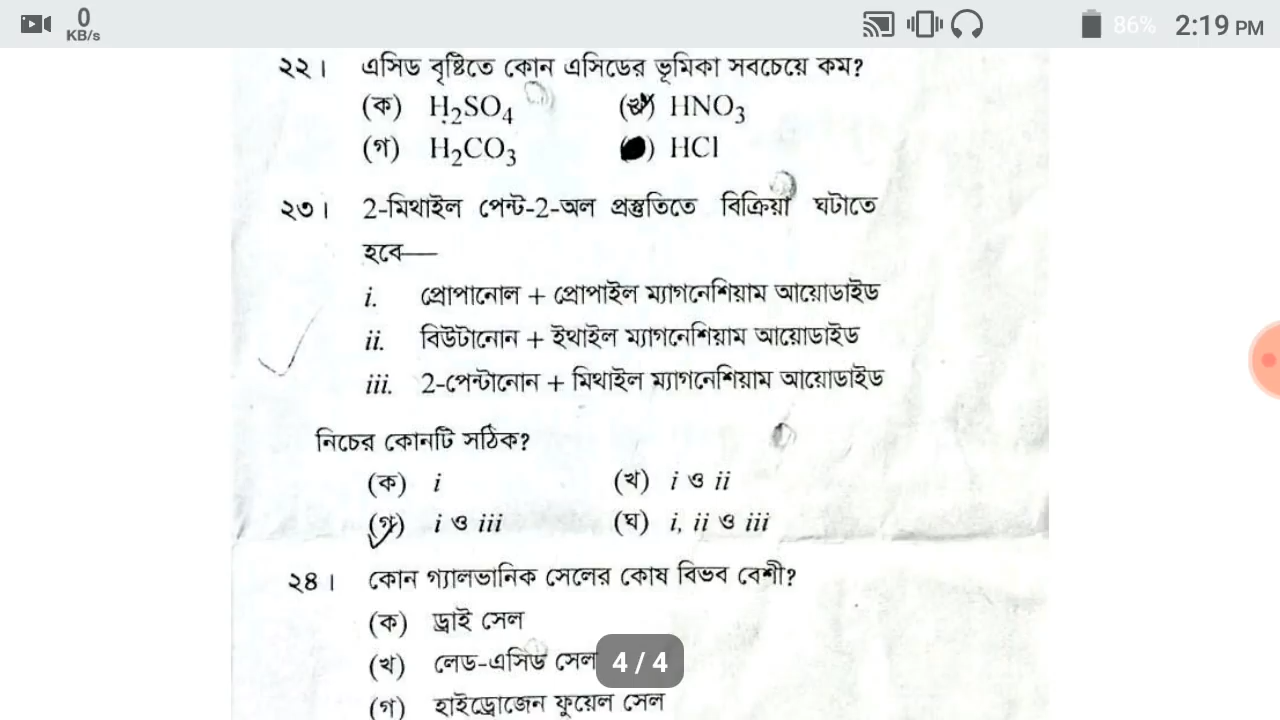 0
KB/s
86% 2:19 PM
২২। এসিড বৃষ্টিতে কোন এসিডের ভূমিকা সবচেয়ে কম?
(ক) H₂SO₄ (খ) HNO₃
(গ) H₂CO₃ ) HCl
২৩। 2-মিথাইল পেন্ট-2-অল প্রস্তুতিতে বিক্রিয়া ঘটাতে
হবে—
i. প্রোপানোল + প্রোপাইল ম্যাগনেশিয়াম আয়োডাইড
ii. বিউটানোন + ইথাইল ম্যাগনেশিয়াম আয়োডাইড
iii. 2-পেন্টানোন + মিথাইল ম্যাগনেশিয়াম আয়োডাইড
নিচের কোনটি সঠিক?
(ক) i (খ) i ও ii
(গ) i ও iii (ঘ) i, ii ও iii
২৪। কোন গ্যালভানিক সেলের কোষ বিভব বেশী?
(ক) ড্রাই সেল
(খ) লেড-এসিড সেল 4 / 4
(গ) হাইড্রোজেন ফুয়েল সেল